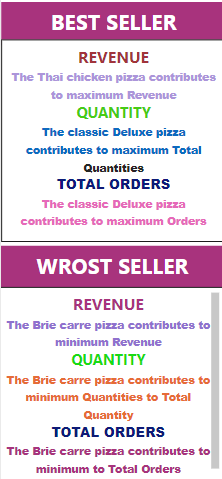 BEST SELLER
REVENUE
The Thai chicken pizza contributes
to maximum Revenue
QUANTITY
The classic Deluxe pizza
contributes to maximum Total
Quantities
TOTAL ORDERS
The classic Deluxe pizza
contributes to maximum Orders
WROST SELLER
REVENUE
The Brie carre pizza contributes to
minimum Revenue
QUANTITY
The Brie carre pizza contributes to
minimum Quantities to Total
Quantity
TOTAL ORDERS
The Brie carre pizza contributes to
minimum to Total Orders